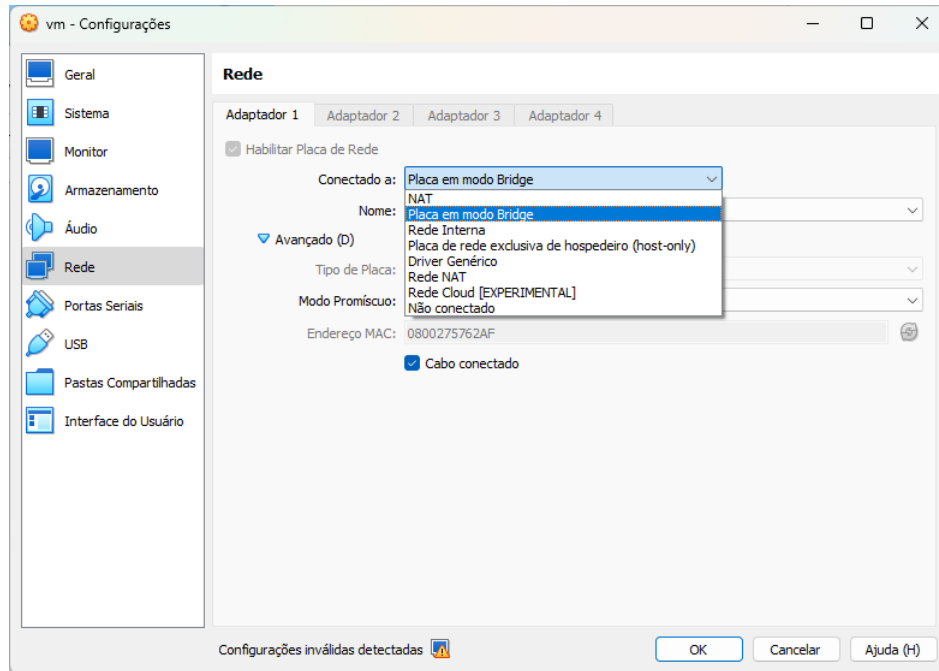 vm - Configurações
Geral
Sistema
Monitor
Armazenamento
Áudio
Rede
Portas Seriais
USB
Pastas Compartilhadas
Interface do Usuário
Rede
Adaptador 1 Adaptador 2 Adaptador 3 Adaptador 4
Habilitar Placa de Rede
Conectado a: Placa em modo Bridge
NAT
Nome: Placa em modo Bridge
Rede Interna
Avançado (D) Placa de rede exclusiva de hospedeiro (host-only)
Driver Genérico
Tipo de Placa: Rede NAT
Rede Cloud [EXPERIMENTAL]
Modo Promíscuo: Não conectado
Endereço MAC: 0800275762AF
Cabo conectado
Configurações inválidas detectadas OK Cancelar Ajuda (H)